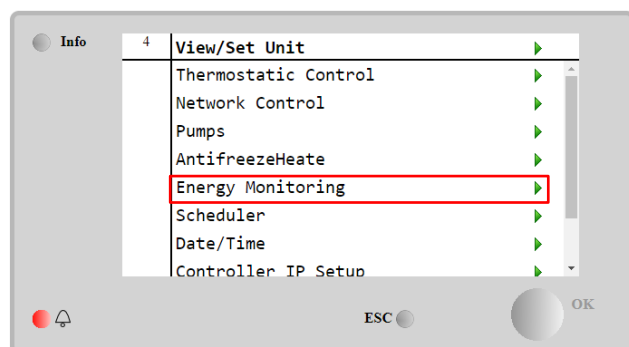 Info
4 View/Set Unit
Thermostatic Control
Network Control
Pumps
AntifreezeHeate
Energy Monitoring
Scheduler
Date/Time
Controller IP Setup
ESC
OK